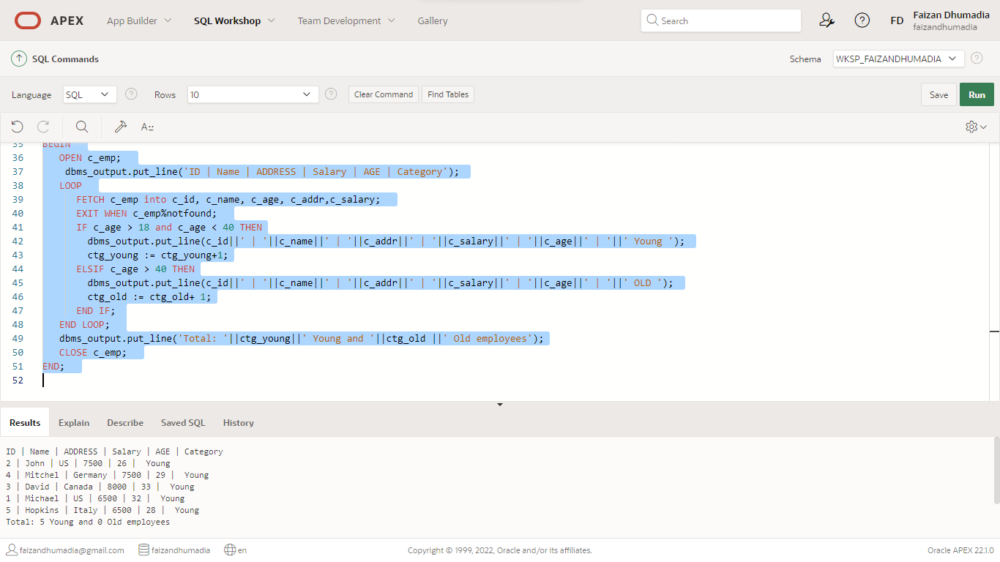 APEX App Builder SQL Workshop Team Development Gallery Search FD Faizan Dhumadia
faizandhumadia
SQL Commands Schema WKSP_FAIZANDHUMADIA
Language SQL Rows 10 Clear Command Find Tables Save Run
A
35 BEGIN
36 OPEN c_emp;
37 dbms_output.put_line('ID | Name | ADDRESS | Salary | AGE | Category');
38 LOOP
39 FETCH c_emp into c_id, c_name, c_age, c_addr,c_salary;
40 EXIT WHEN c_emp%notfound;
41 IF c_age > 18 and c_age < 40 THEN
42 dbms_output.put_line(c_id||' | '||c_name||' | '||c_addr||' | '||c_salary||' | '||c_age||' | '||' Young ');
43 ctg_young := ctg_young+1;
44 ELSIF c_age > 40 THEN
45 dbms_output.put_line(c_id||' | '||c_name||' | '||c_addr||' | '||c_salary||' | '||c_age||' | '||' OLD ');
46 ctg_old := ctg_old+ 1;
47 END IF;
48 END LOOP;
49 dbms_output.put_line('Total: '||ctg_young||' Young and '||ctg_old ||' Old employees');
50 CLOSE c_emp;
51 END;
52
Results Explain Describe Saved SQL History
ID | Name | ADDRESS | Salary | AGE | Category
2 | John | US | 7500 | 26 |  Young
4 | Mitchel | Germany | 7500 | 29 |  Young
3 | David | Canada | 8000 | 33 |  Young
1 | Michael | US | 6500 | 32 |  Young
5 | Hopkins | Italy | 6500 | 28 |  Young
Total: 5 Young and 0 Old employees
faizandhumadia@gmail.com faizandhumadia en Copyright © 1999, 2022, Oracle and/or its affiliates. Oracle APEX 22.1.0